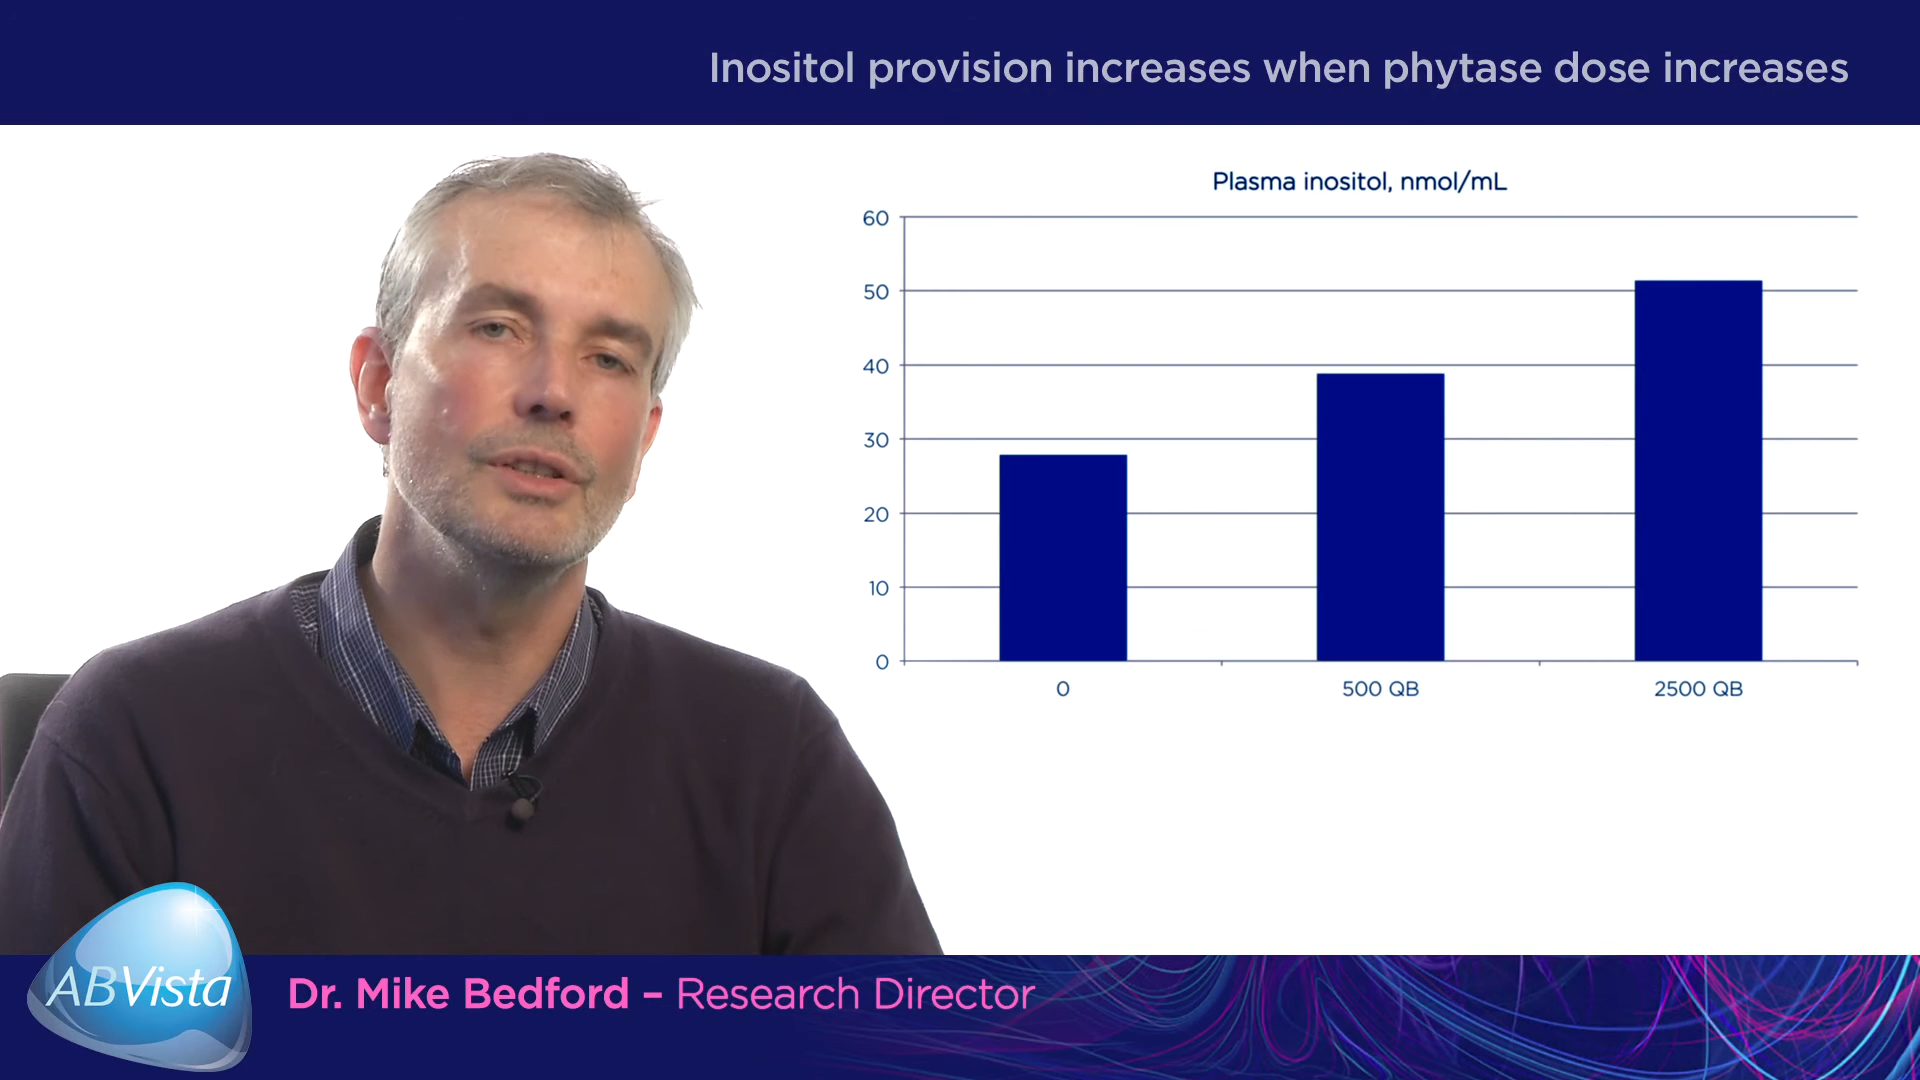 Inositol provision increases when phytase dose increases
Plasma inositol, nmol/mL
60
50
40
30
20
10
0
0 500 QB 2500 QB
ABVista
Dr. Mike Bedford – Research Director